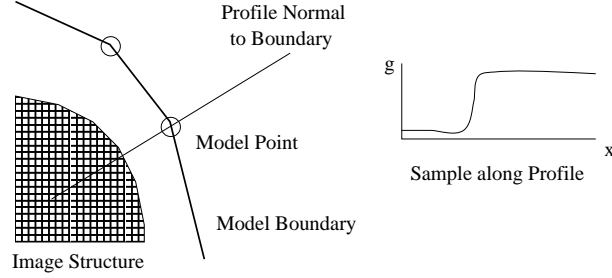 Profile Normal
to Boundary
Model Point
Model Boundary
Image Structure
g
x
Sample along Profile